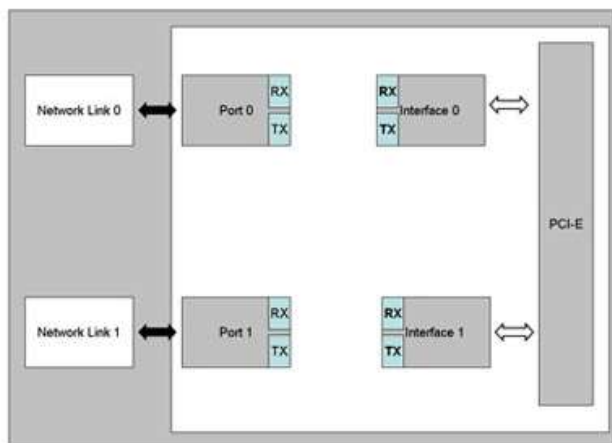 Network Link 0
Port 0
RX
TX
RX
TX
Interface 0
PCI-E
Network Link 1
Port 1
RX
TX
RX
TX
Interface 1